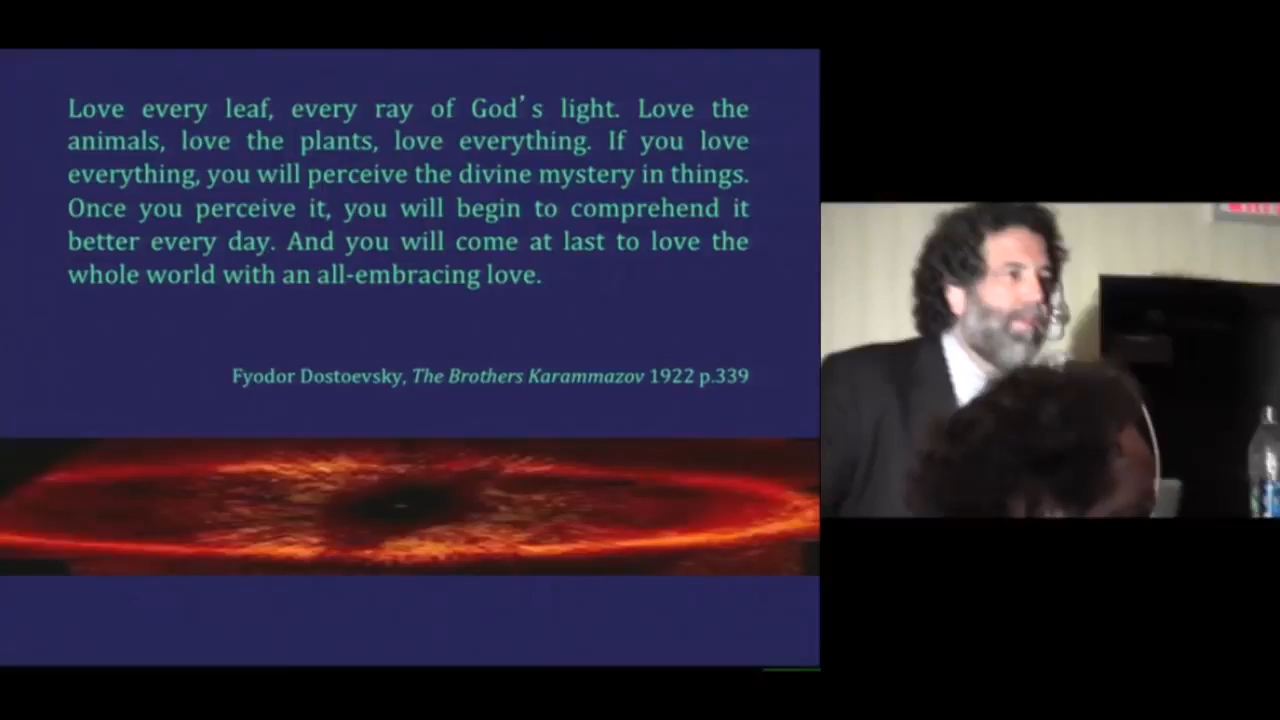 Love every leaf, every ray of God's light. Love the
animals, love the plants, love everything. If you love
everything, you will perceive the divine mystery in things.
Once you perceive it, you will begin to comprehend it
better every day. And you will come at last to love the
whole world with an all-embracing love.
Fyodor Dostoevsky, The Brothers Karammazov 1922 p.339